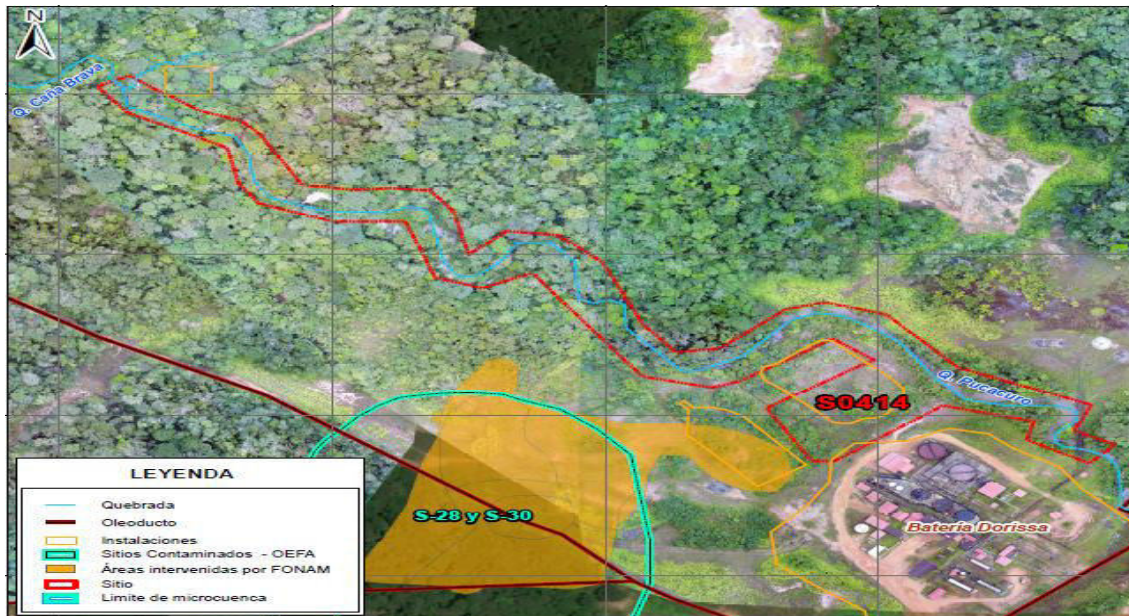 N
Q. Caña Brava
Q. Pucacuro
S0414
S-28 y S-30
Batería Dorissa
LEYENDA
Quebrada
Oleoducto
Instalaciones
Sitios Contaminados - OEFA
Áreas intervenidas por FONAM
Sitio
Limite de microcuenca